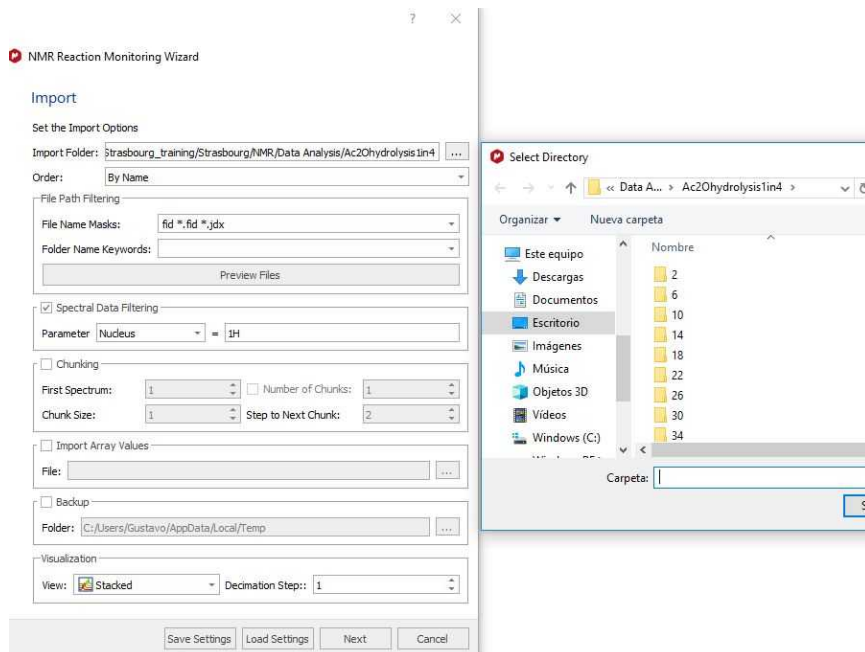 ?
NMR Reaction Monitoring Wizard
Import
Set the Import Options
Import Folder: Strasbourg_training/Strasbourg/NMR/Data Analysis/Ac2Ohydrolysis1in4 ...
Order: By Name
File Path Filtering
File Name Masks: fid *.fid *.jdx
Folder Name Keywords:
Preview Files
Spectral Data Filtering
Parameter Nucleus = 1H
Chunking
First Spectrum: 1 Number of Chunks: 1
Chunk Size: 1 Step to Next Chunk: 2
Import Array Values
File: ...
Backup
Folder: C:/Users/Gustavo/AppData/Local/Temp ...
Visualization
View: Stacked Decimation Step:: 1
Save Settings Load Settings Next Cancel
Select Directory
« Data A... › Ac2Ohydrolysis1in4 ›
Organizar Nueva carpeta
Este equipo
Descargas
Documentos
Escritorio
Imágenes
Música
Objetos 3D
Vídeos
Windows (C:)
Nombre
2
6
10
14
18
22
26
30
34
Carpeta: